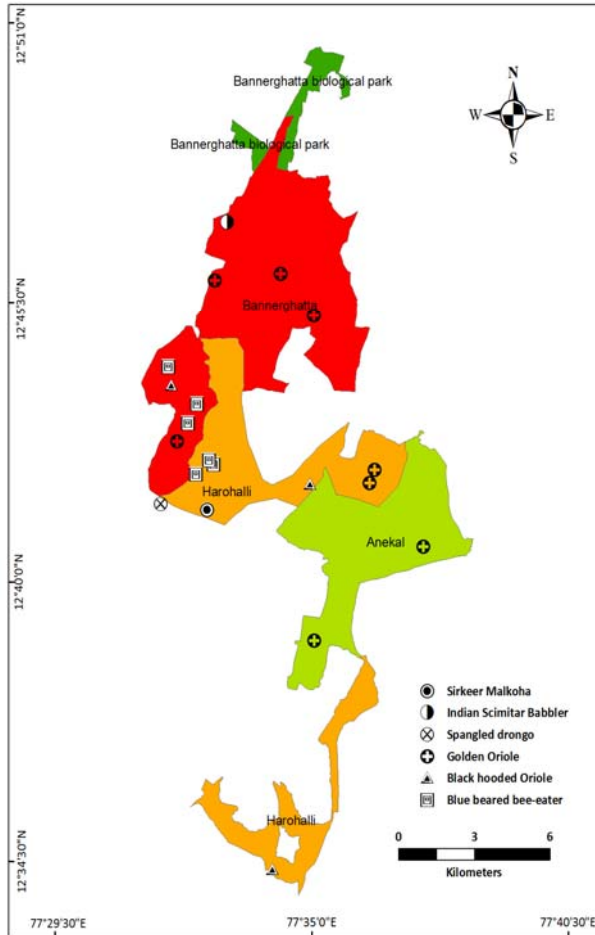 12°51'0"N
Bannerghatta biological park
N
W E
S
Bannerghatta biological park
12°45'30"N
Bannerghatta
Harohalli
Anekal
12°40'0"N
Sirkeer Malkoha
Indian Scimitar Babbler
Spangled drongo
Golden Oriole
Black hooded Oriole
Blue beared bee-eater
Harohalli
0 3 6
Kilometers
12°34'30"N
77°29'30"E 77°35'0"E 77°40'30"E